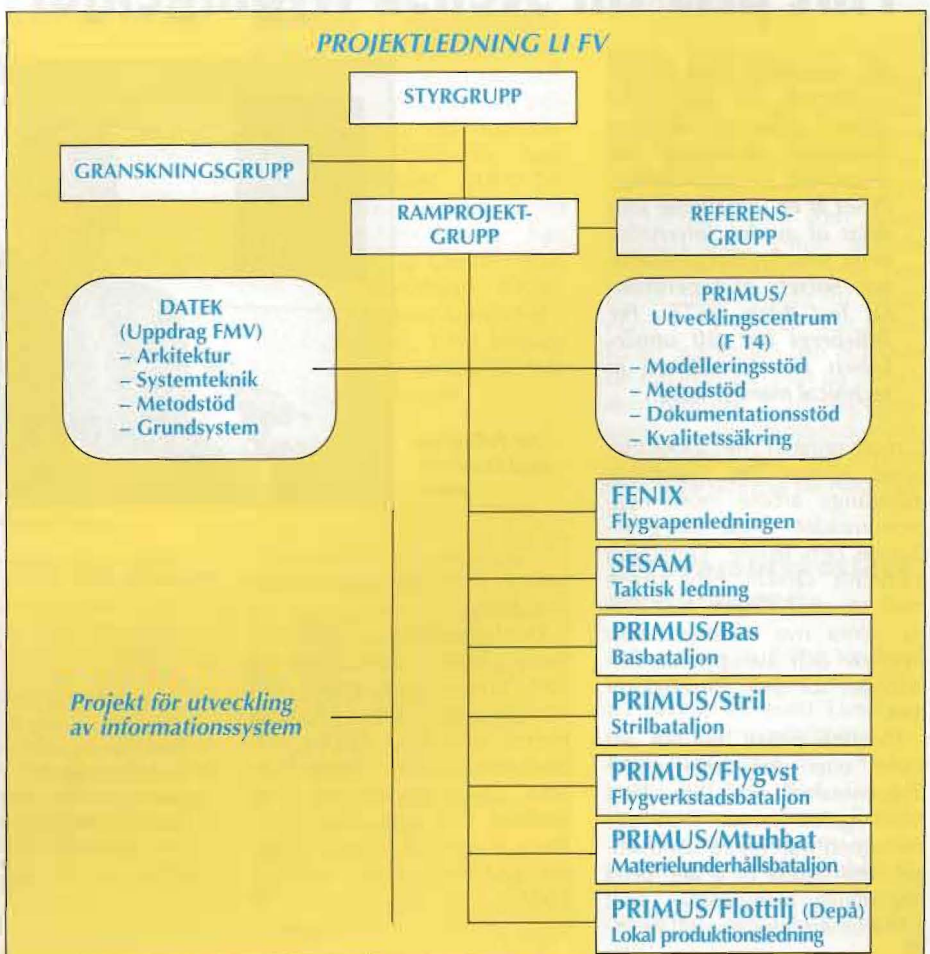 PROJEKTLEDNING LI FV
STYRGRUPP
GRANSKNINGSGRUPP
RAMPROJEKT-
GRUPP
REFERENS-
GRUPP
DATEK
(Uppdrag FMV)
– Arkitektur
– Systemteknik
– Metodstöd
– Grundsystem
PRIMUS/
Utvecklingscentrum
(F 14)
– Modelleringsstöd
– Metodstöd
– Dokumentationsstöd
– Kvalitetssäkring
FENIX
Flygvapenledningen
SESAM
Taktisk ledning
PRIMUS/Bas
Basbataljon
PRIMUS/Stril
Strilbataljon
PRIMUS/Flygvst
Flygverkstadsbataljon
PRIMUS/Mtuhbat
Materielunderhållsbataljon
PRIMUS/Flottilj (Depå)
Lokal produktionsledning
Projekt för utveckling
av informationssystem